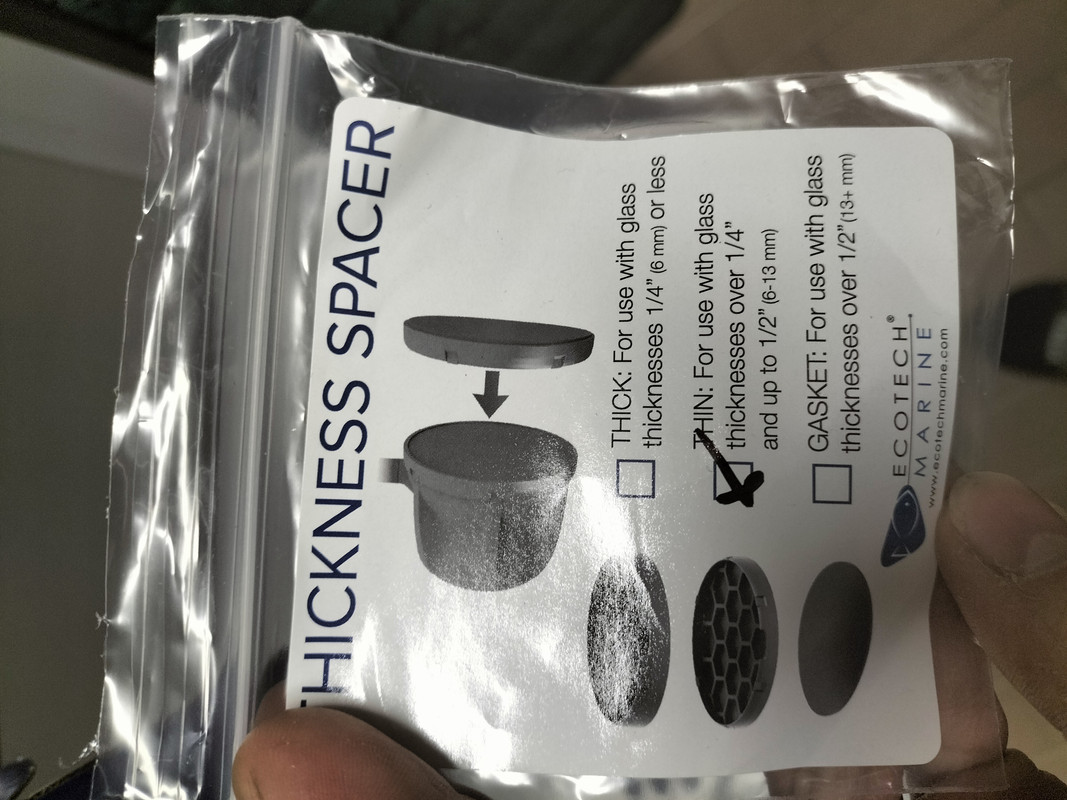 THICKNESS SPACER
THICK: For use with glass
thicknesses 1/4" (6 mm) or less
THIN: For use with glass
thicknesses over 1/4"
and up to 1/2" (6-13 mm)
GASKET: For use with glass
thicknesses over 1/2" (13+ mm)
ECOTECH®
MARINE
www.ecotechmarine.com